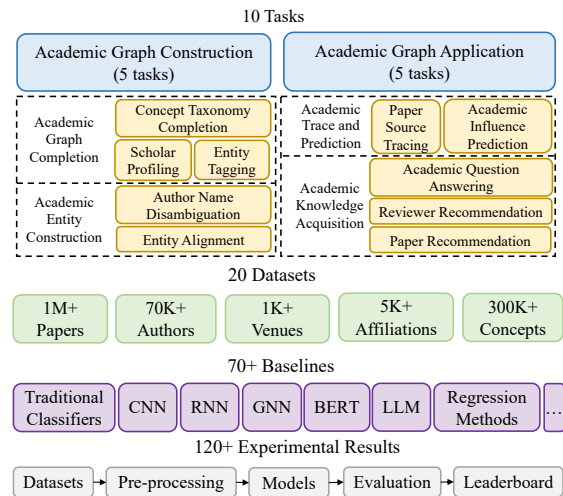 10 Tasks
Academic Graph Construction
(5 tasks)
Academic Graph Application
(5 tasks)
Academic
Graph
Completion
Concept Taxonomy
Completion
Scholar
Profiling
Entity
Tagging
Academic
Entity
Construction
Author Name
Disambiguation
Entity Alignment
Academic
Trace and
Prediction
Paper
Source
Tracing
Academic
Influence
Prediction
Academic
Knowledge
Acquisition
Academic Question
Answering
Reviewer Recommendation
Paper Recommendation
20 Datasets
1M+
Papers
70K+
Authors
1K+
Venues
5K+
Affiliations
300K+
Concepts
70+ Baselines
Traditional
Classifiers
CNN
RNN
GNN
BERT
LLM
Regression
Methods
...
120+ Experimental Results
Datasets
Pre-processing
Models
Evaluation
Leaderboard